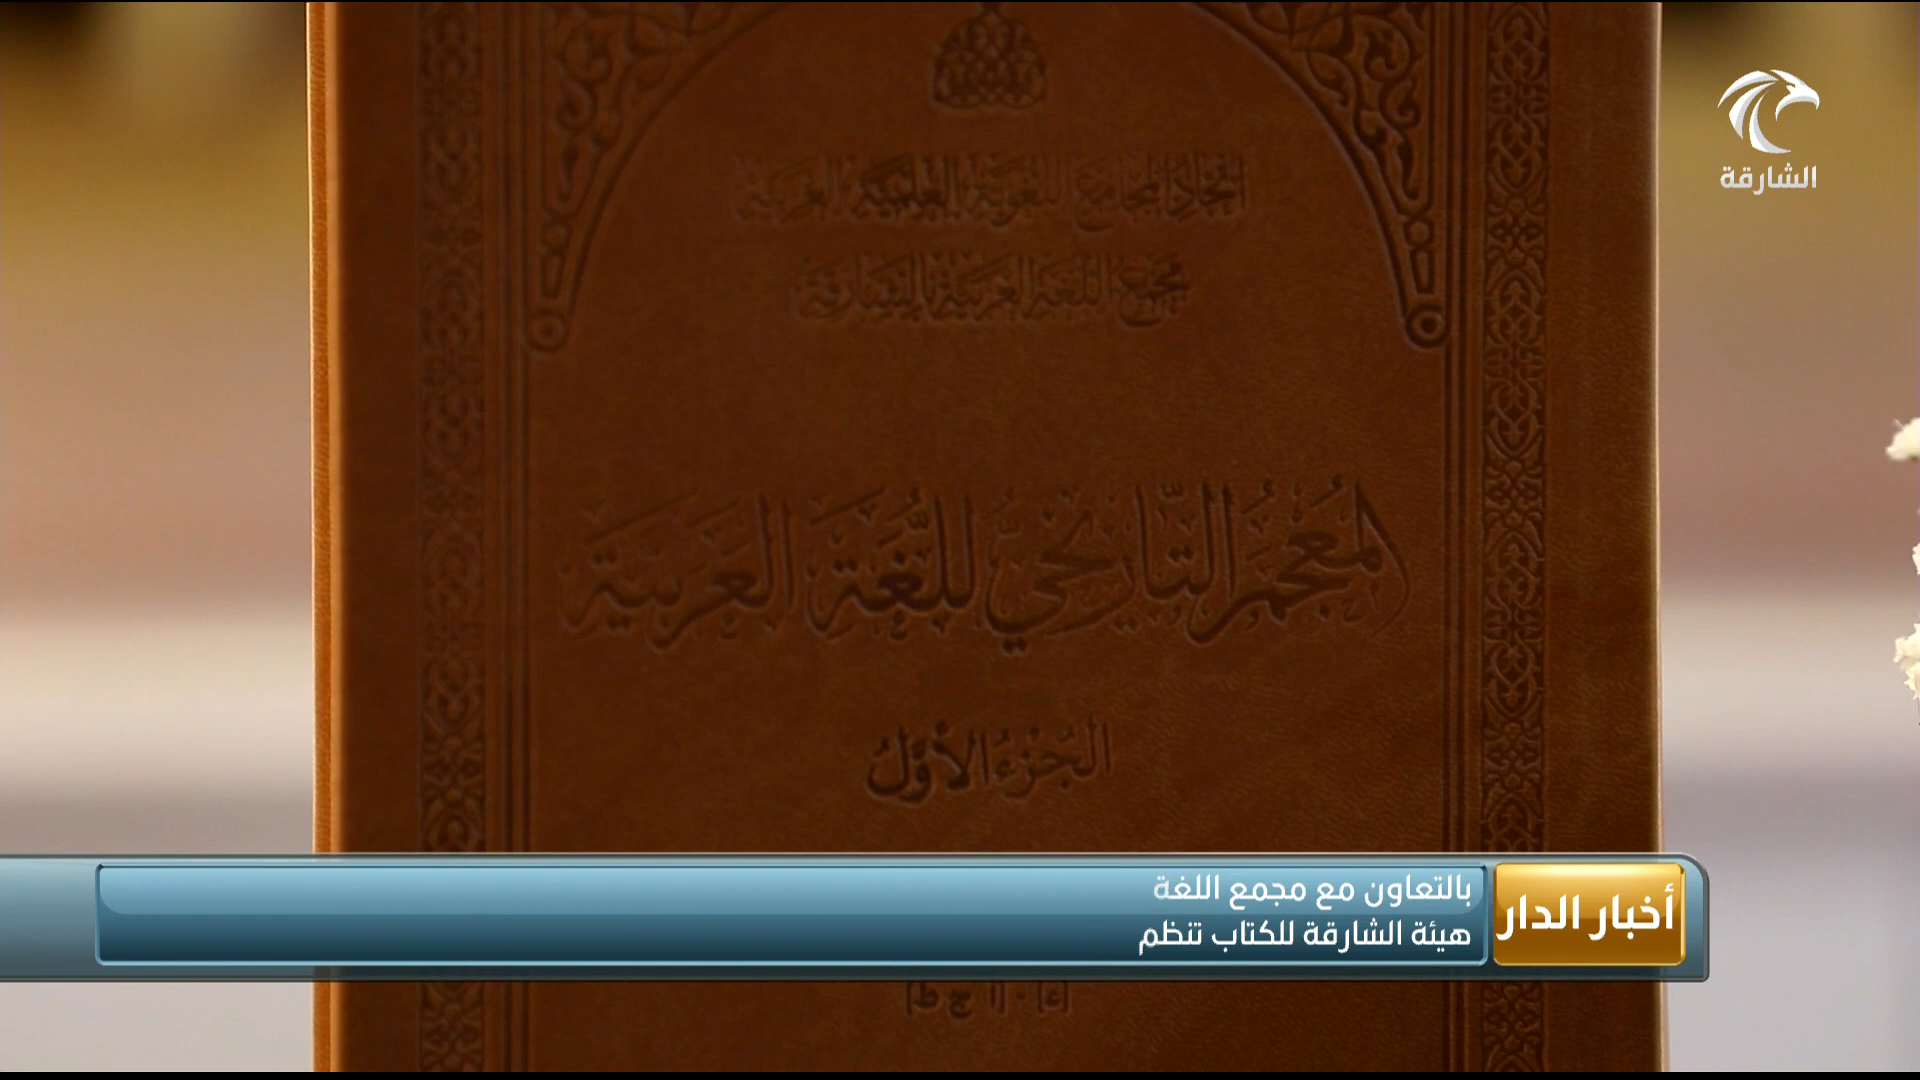 الشارقة
اتحاد المجامع اللغوية العلمية العربية
مجمع اللغة العربية بالشارقة
المعجم التاريخي للغة العربية
الجزء الأول
أخبار الدار
بالتعاون مع مجمع اللغة
هيئة الشارقة للكتاب تنظم
[ء] - [أ ج ظ]